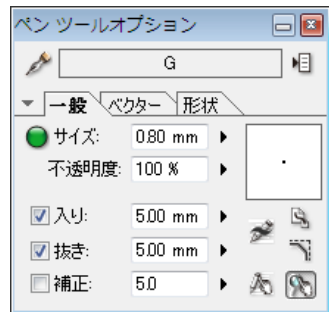 ペン ツールオプション
G
一般 ベクター 形状
サイズ: 0.80 mm
不透明度: 100 %
入り: 5.00 mm
抜き: 5.00 mm
補正: 5.0